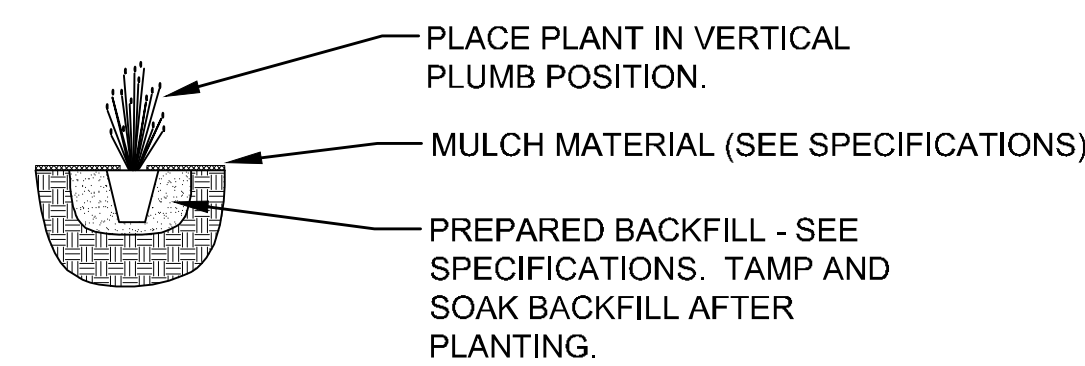 PLACE PLANT IN VERTICAL
PLUMB POSITION.
MULCH MATERIAL (SEE SPECIFICATIONS)
PREPARED BACKFILL - SEE
SPECIFICATIONS. TAMP AND
SOAK BACKFILL AFTER
PLANTING.